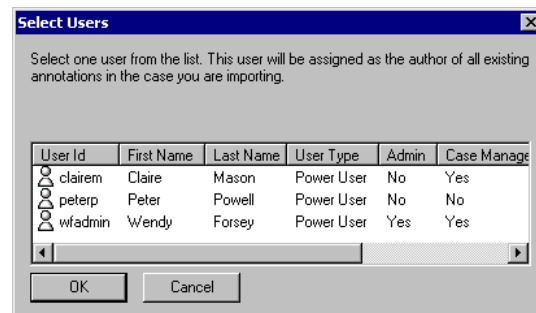 Select Users
Select one user from the list. This user will be assigned as the author of all existing
annotations in the case you are importing.
User Id First Name Last Name User Type Admin Case Manage
clairem Claire Mason Power User No Yes
peterp Peter Powell Power User No No
wfadmin Wendy Forsey Power User Yes Yes
OK Cancel